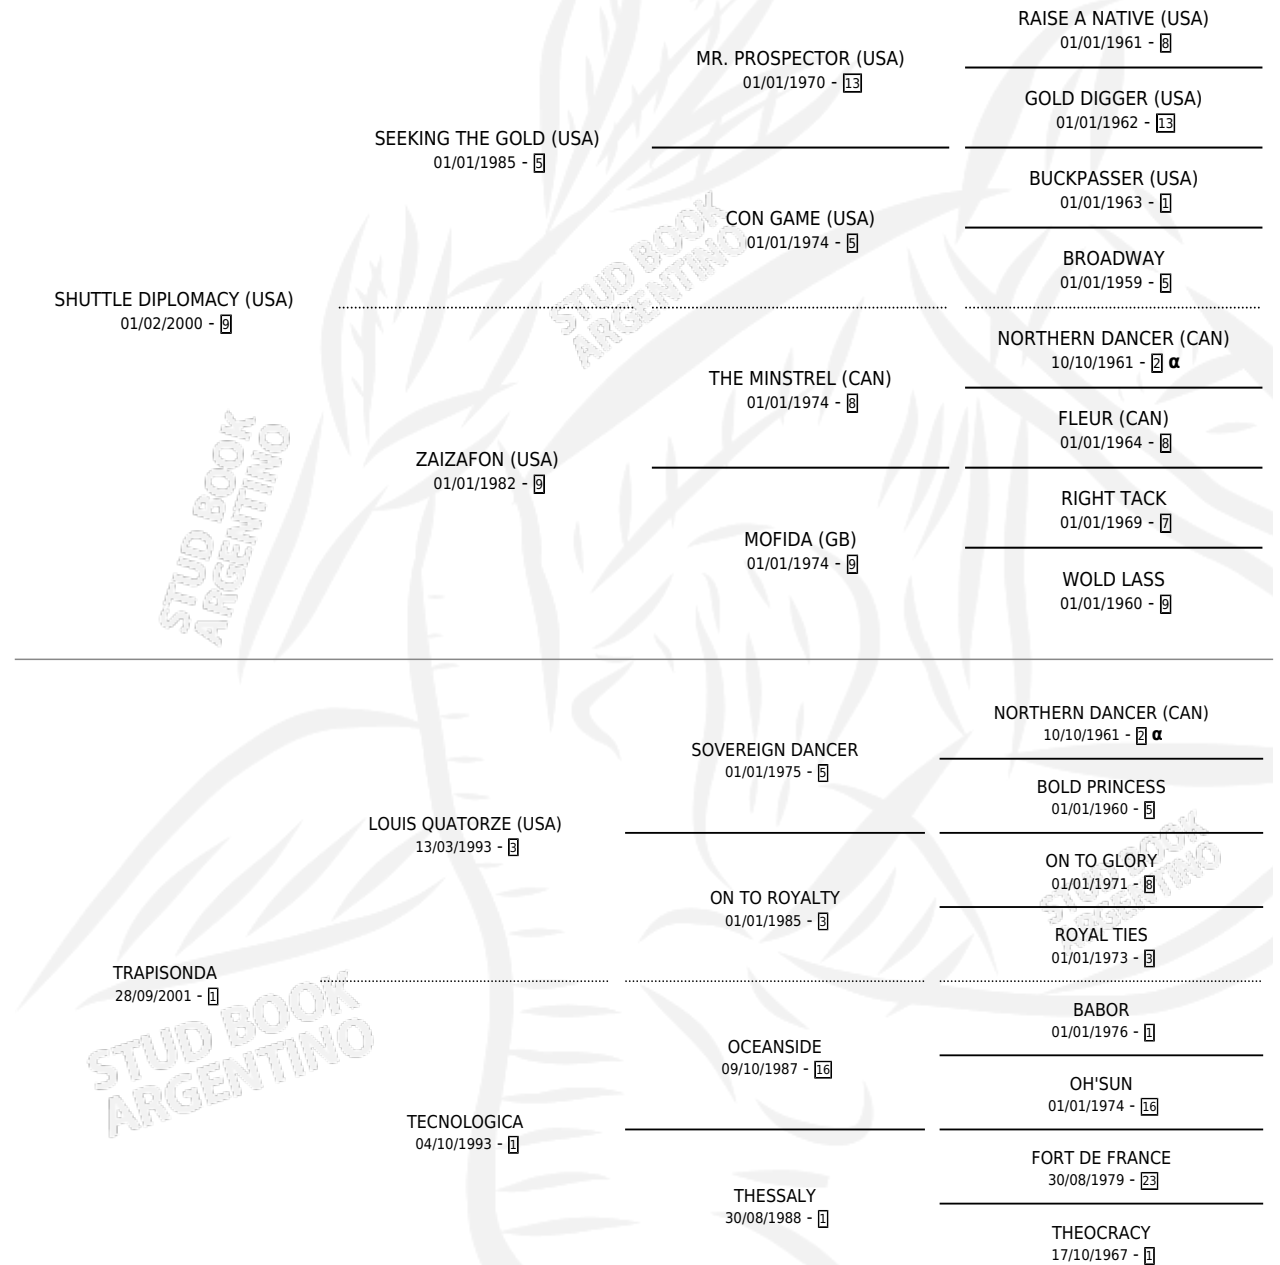 RAISE A NATIVE (USA)
01/01/1961 - 8
MR. PROSPECTOR (USA)
01/01/1970 - 13
GOLD DIGGER (USA)
01/01/1962 - 13
SEEKING THE GOLD (USA)
01/01/1985 - 5
BUCKPASSER (USA)
01/01/1963 - 1
CON GAME (USA)
01/01/1974 - 5
BROADWAY
01/01/1959 - 5
SHUTTLE DIPLOMACY (USA)
01/02/2000 - 9
NORTHERN DANCER (CAN)
10/10/1961 - 2 α
THE MINSTREL (CAN)
01/01/1974 - 8
FLEUR (CAN)
01/01/1964 - 8
ZAIZAFON (USA)
01/01/1982 - 9
RIGHT TACK
01/01/1969 - 7
MOFIDA (GB)
01/01/1974 - 9
WOLD LASS
01/01/1960 - 9
NORTHERN DANCER (CAN)
10/10/1961 - 2 α
SOVEREIGN DANCER
01/01/1975 - 5
BOLD PRINCESS
01/01/1960 - 5
LOUIS QUATORZE (USA)
13/03/1993 - 3
ON TO GLORY
01/01/1971 - 8
ON TO ROYALTY
01/01/1985 - 3
ROYAL TIES
01/01/1973 - 3
TRAPISONDA
28/09/2001 - 1
BABOR
01/01/1976 - 1
OCEANSIDE
09/10/1987 - 16
OH'SUN
01/01/1974 - 16
TECNOLOGICA
04/10/1993 - 1
FORT DE FRANCE
30/08/1979 - 23
THESSALY
30/08/1988 - 1
THEOCRACY
17/10/1967 - 1
STUD BOOK
ARGENTINO
STUD BOOK
ARGENTINO
STUD BOOK
ARGENTINO
STUD BOOK
ARGENTINO